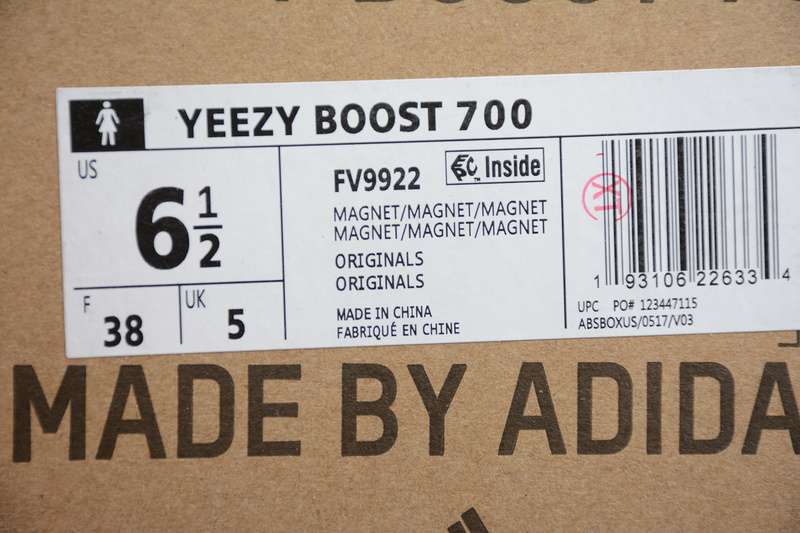 YEEZY BOOST 700
US
6 1/2
F
38
UK
5
FV9922
Inside
MAGNET/MAGNET/MAGNET
MAGNET/MAGNET/MAGNET
ORIGINALS
ORIGINALS
MADE IN CHINA
FABRIQUÉ EN CHINE
1 93106 22633 4
UPC PO# 123447115
ABSBOXUS/0517/V03
MADE BY ADIDA